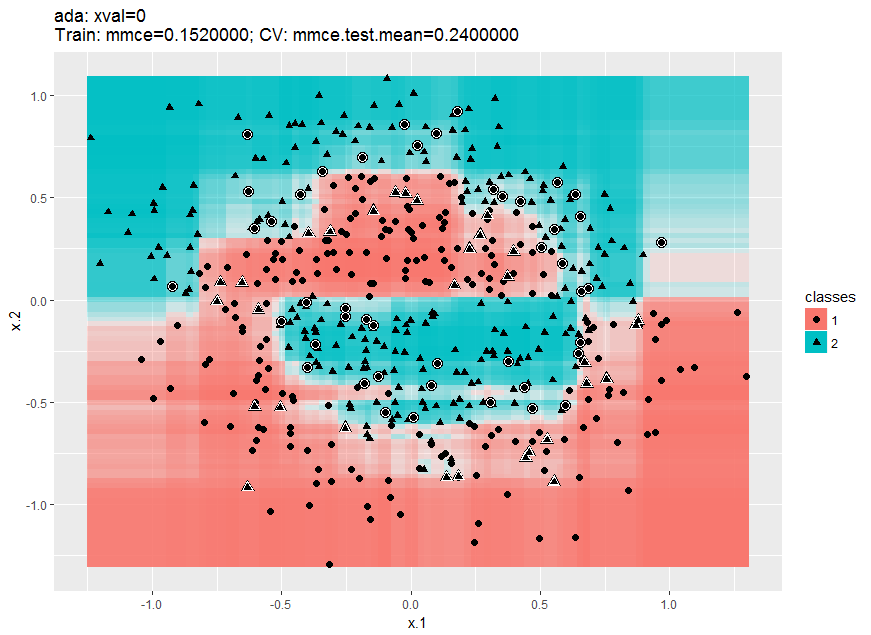 ada: xval=0
Train: mmce=0.1520000; CV: mmce.test.mean=0.2400000
1.0
0.5
0.0
-0.5
-1.0
x.2
-1.0 -0.5 0.0 0.5 1.0
x.1
classes
1
2